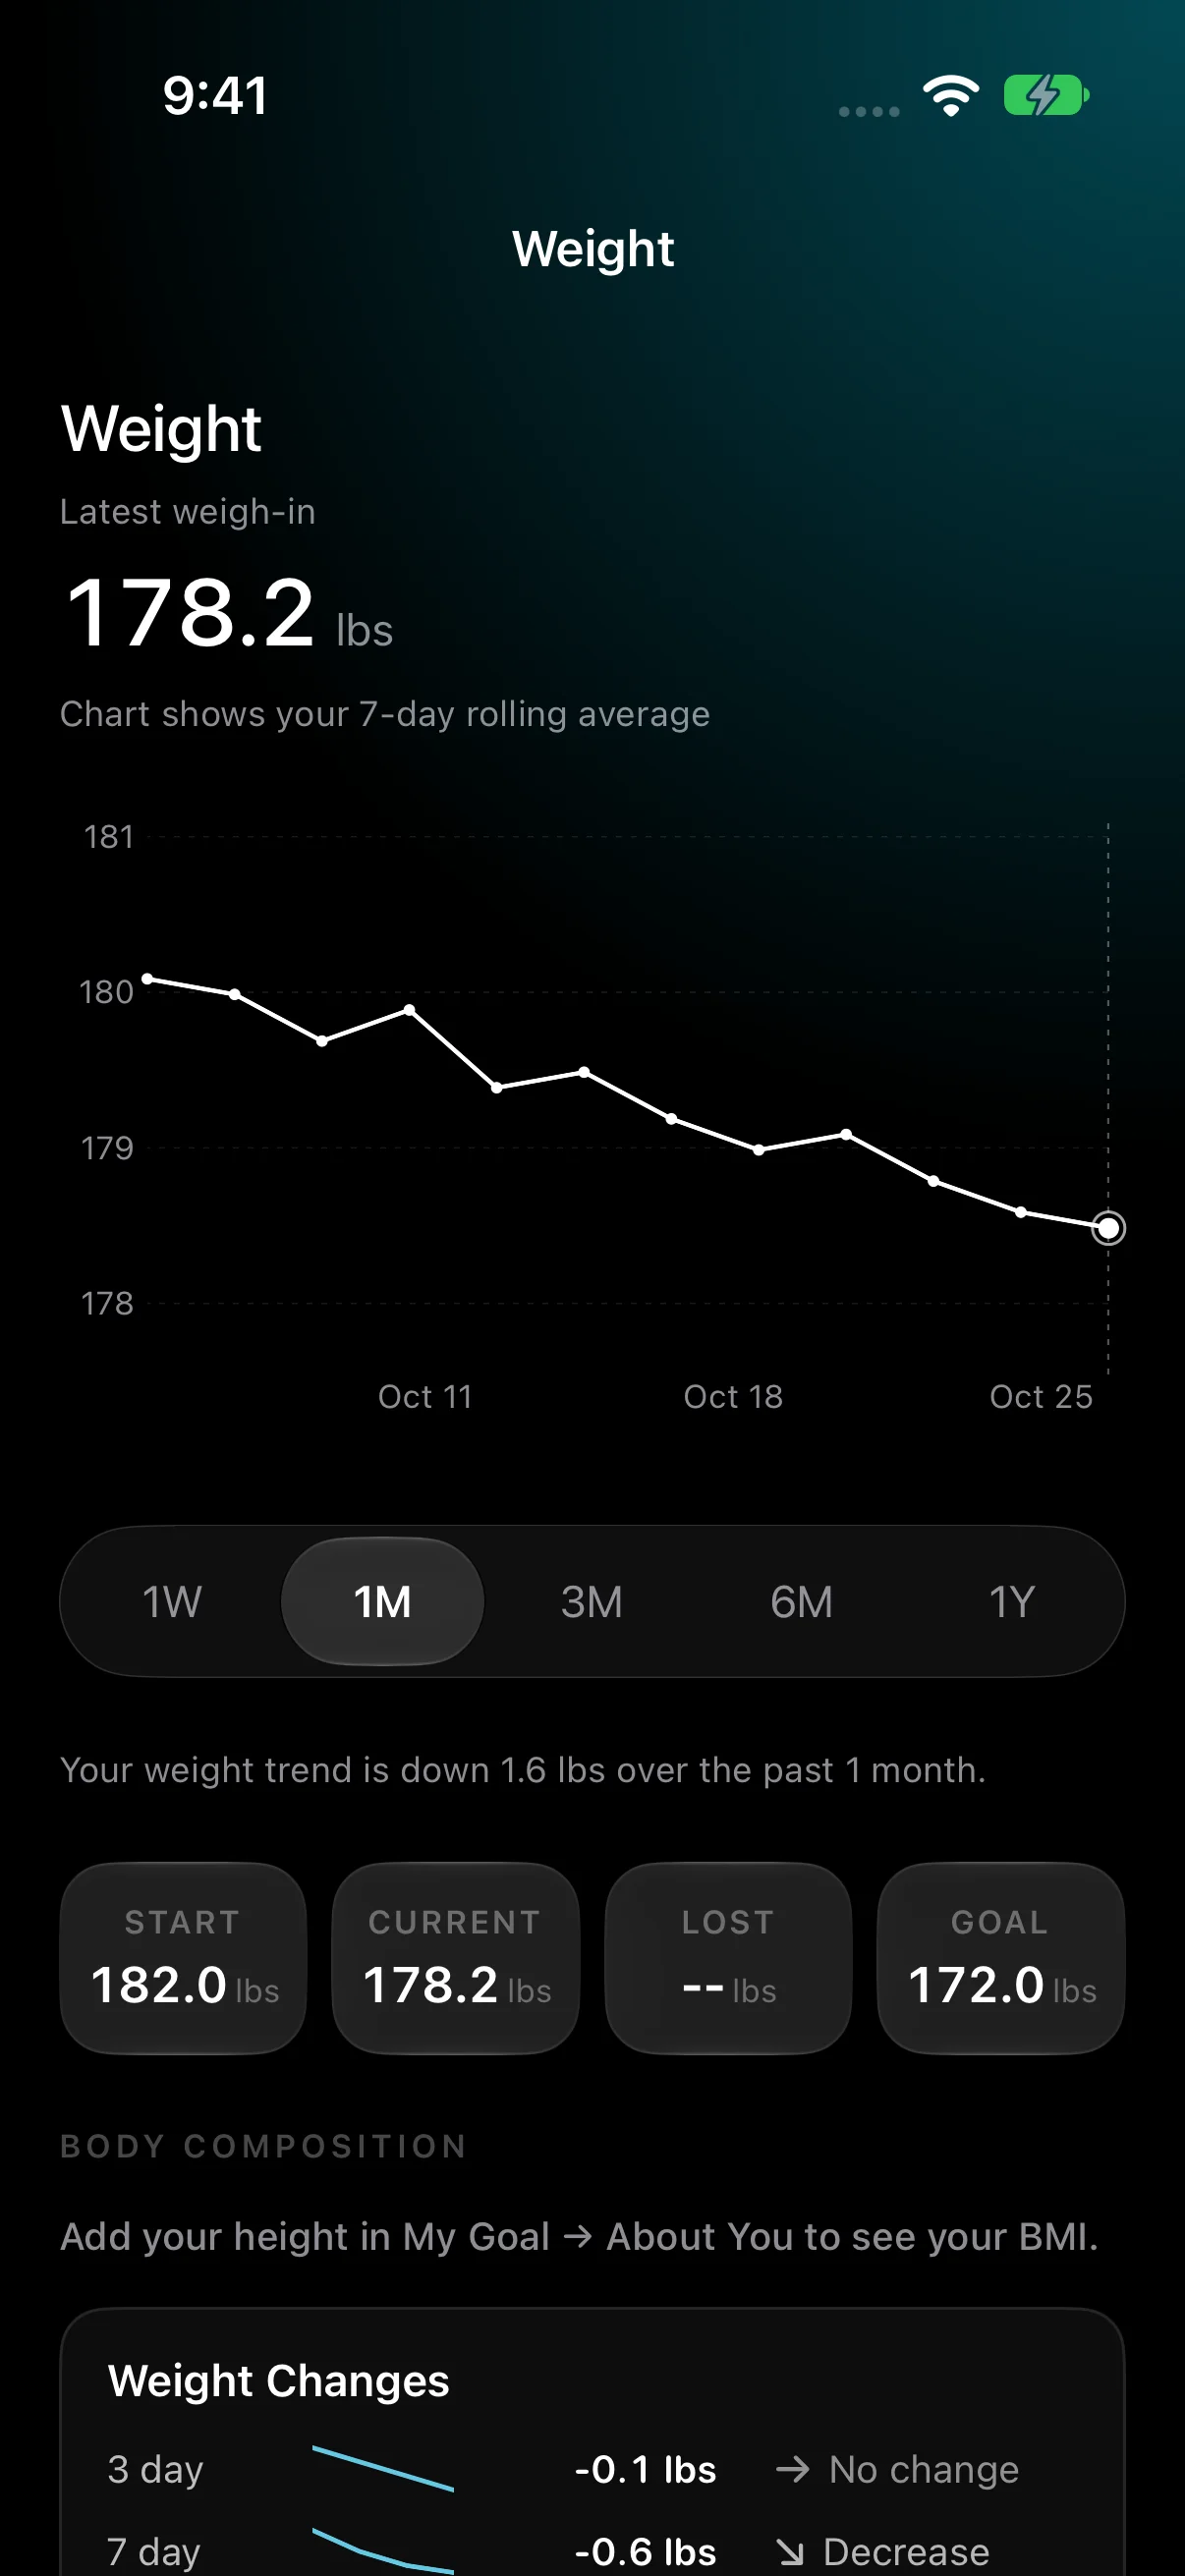 9:41
Weight
Weight
Latest weigh-in
178.2 lbs
Chart shows your 7-day rolling average
181
180
179
178
Oct 11 Oct 18 Oct 25
1W 1M 3M 6M 1Y
Your weight trend is down 1.6 lbs over the past 1 month.
START CURRENT LOST GOAL
182.0 lbs 178.2 lbs -- lbs 172.0 lbs
BODY COMPOSITION
Add your height in My Goal → About You to see your BMI.
Weight Changes
3 day -0.1 lbs → No change
7 day -0.6 lbs ↘ Decrease